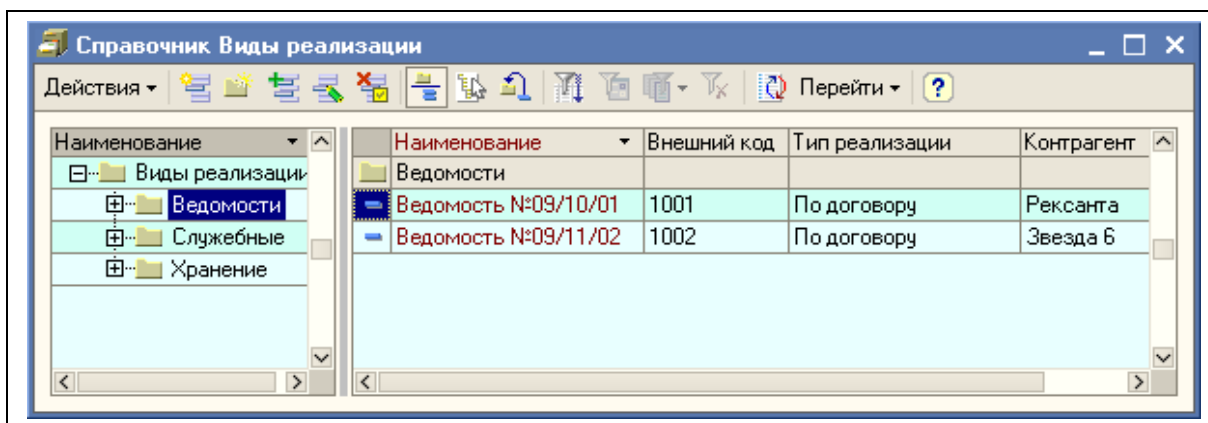 Справочник Виды реализации
Действия Перейти ?
Наименование
Виды реализации
Ведомости
Служебные
Хранение
Наименование Внешний код Тип реализации Контрагент
Ведомости
Ведомость №09/10/01 1001 По договору Рексанта
Ведомость №09/11/02 1002 По договору Звезда 6